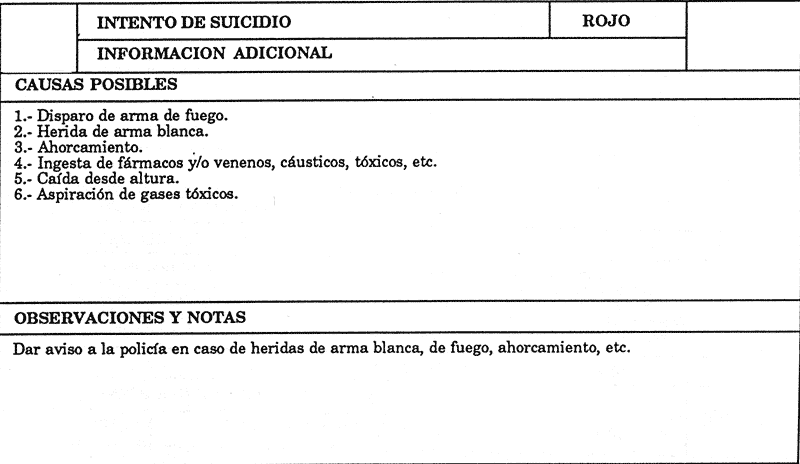 INTENTO DE SUICIDIO ROJO
INFORMACION ADICIONAL
CAUSAS POSIBLES
1.- Disparo de arma de fuego.
2.- Herida de arma blanca.
3.- Ahorcamiento.
4.- Ingesta de fármacos y/o venenos, cáusticos, tóxicos, etc.
5.- Caída desde altura.
6.- Aspiración de gases tóxicos.
OBSERVACIONES Y NOTAS
Dar aviso a la policía en caso de heridas de arma blanca, de fuego, ahorcamiento, etc.